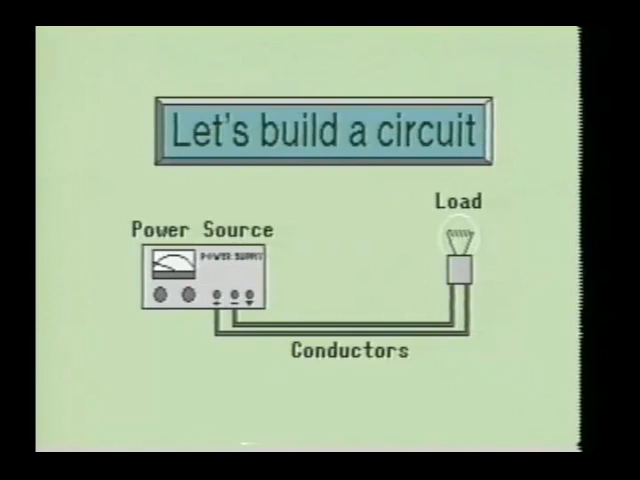 Let's build a circuit
Load
Power Source
POWER SUPPLY
+ -
Conductors